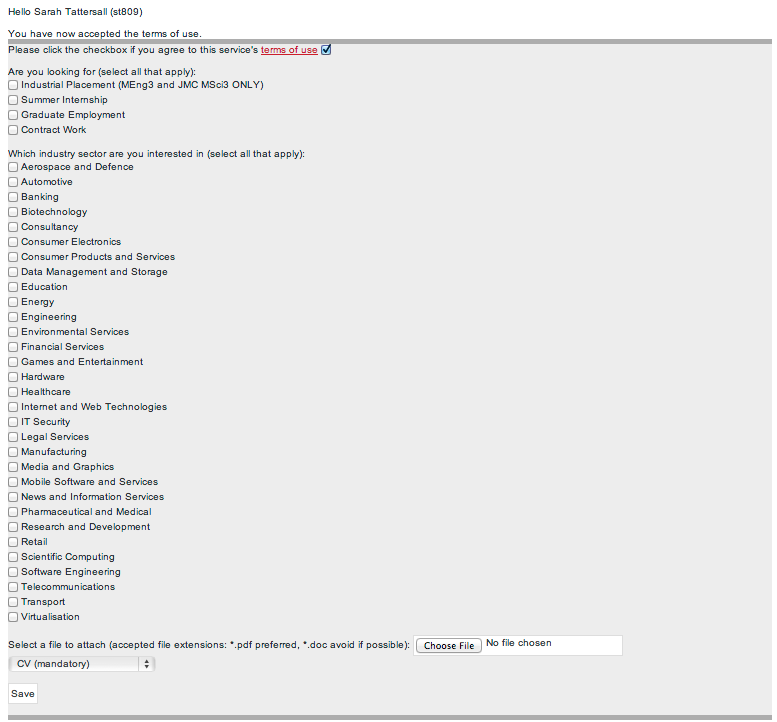 Hello Sarah Tattersall (st809)
You have now accepted the terms of use.
Please click the checkbox if you agree to this service's terms of use
Are you looking for (select all that apply):
Industrial Placement (MEng3 and JMC MSci3 ONLY)
Summer Internship
Graduate Employment
Contract Work
Which industry sector are you interested in (select all that apply):
Aerospace and Defence
Automotive
Banking
Biotechnology
Consultancy
Consumer Electronics
Consumer Products and Services
Data Management and Storage
Education
Energy
Engineering
Environmental Services
Financial Services
Games and Entertainment
Hardware
Healthcare
Internet and Web Technologies
IT Security
Legal Services
Manufacturing
Media and Graphics
Mobile Software and Services
News and Information Services
Pharmaceutical and Medical
Research and Development
Retail
Scientific Computing
Software Engineering
Telecommunications
Transport
Virtualisation
Select a file to attach (accepted file extensions: *.pdf preferred, *.doc avoid if possible): Choose File No file chosen
CV (mandatory)
Save